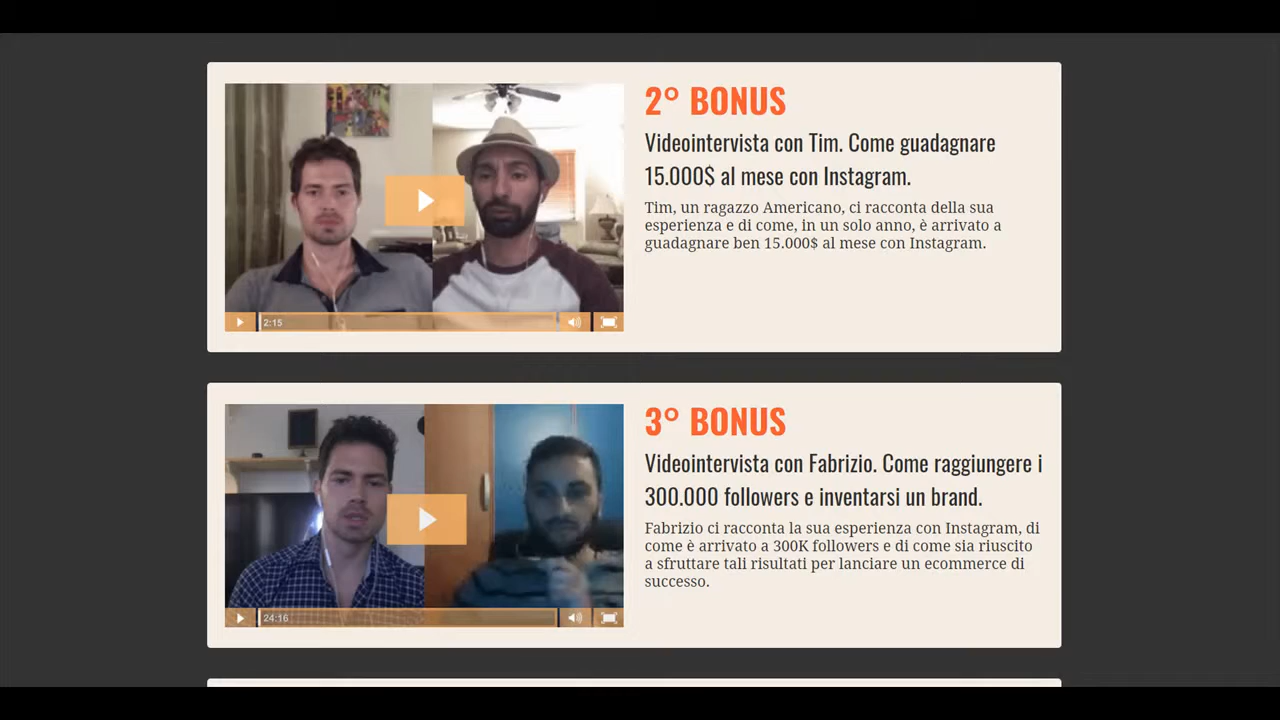 2° BONUS
Videointervista con Tim. Come guadagnare
15.000$ al mese con Instagram.
Tim, un ragazzo Americano, ci racconta della sua
esperienza e di come, in un solo anno, è arrivato a
guadagnare ben 15.000$ al mese con Instagram.
2:15
3° BONUS
Videointervista con Fabrizio. Come raggiungere i
300.000 followers e inventarsi un brand.
Fabrizio ci racconta la sua esperienza con Instagram, di
come è arrivato a 300K followers e di come sia riuscito
a sfruttare tali risultati per lanciare un ecommerce di
successo.
24:16